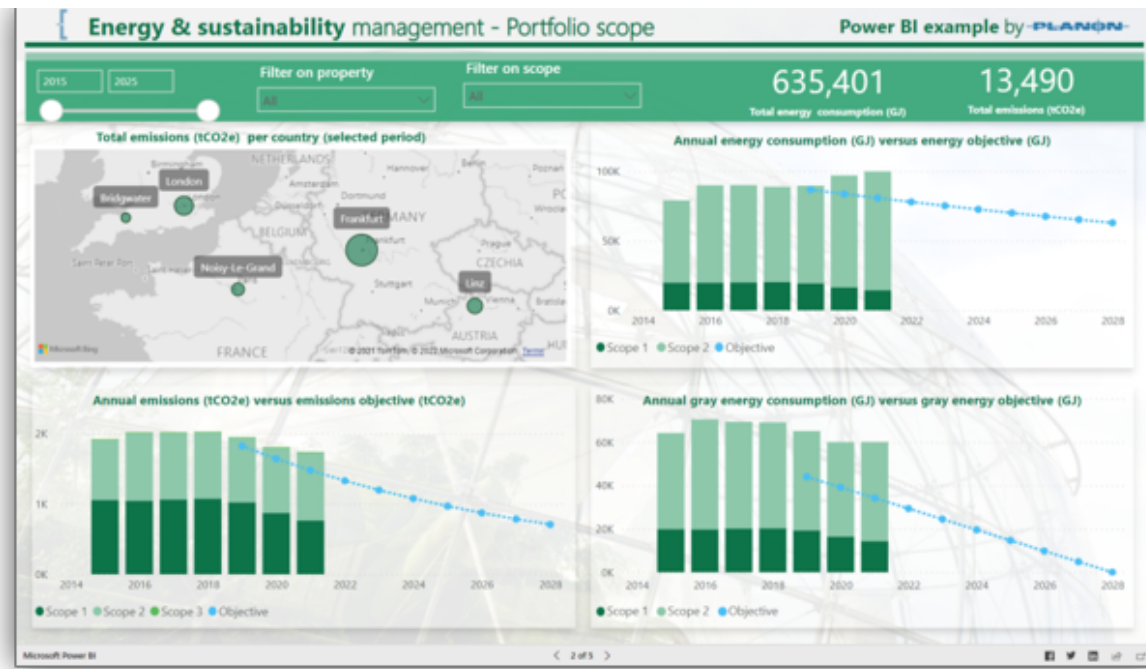 Energy & sustainability management - Portfolio scope
Power BI example by PLANON
2015
2025
Filter on property
All
Filter on scope
All
635,401
Total energy consumption (GJ)
13,490
Total emissions (tCO2e)
Total emissions (tCO2e) per country (selected period)
Birmingham
NETHERLANDS
Hannover
Berlin
Poznan
London
Amsterdam
Bridgwater
Dortmund
Düsseldorf
Frankfurt
BELGIUM
Prague
CZECHIA
Saint Peter Port
Noisy-Le-Grand
Stuttgart
Linz
Munich
Vienna
AUSTRIA
FRANCE
Microsoft Bing
© 2021 TomTom, © 2022 Microsoft Corporation Terms
Annual energy consumption (GJ) versus energy objective (GJ)
100K
50K
0K
2014 2016 2018 2020 2022 2024 2026 2028
Scope 1 Scope 2 Objective
Annual emissions (tCO2e) versus emissions objective (tCO2e)
2K
1K
0K
2014 2016 2018 2020 2022 2024 2026 2028
Scope 1 Scope 2 Scope 3 Objective
Annual gray energy consumption (GJ) versus gray energy objective (GJ)
80K
60K
40K
20K
0K
2014 2016 2018 2020 2022 2024 2026 2028
Scope 1 Scope 2 Objective
Microsoft Power BI
2 of 5